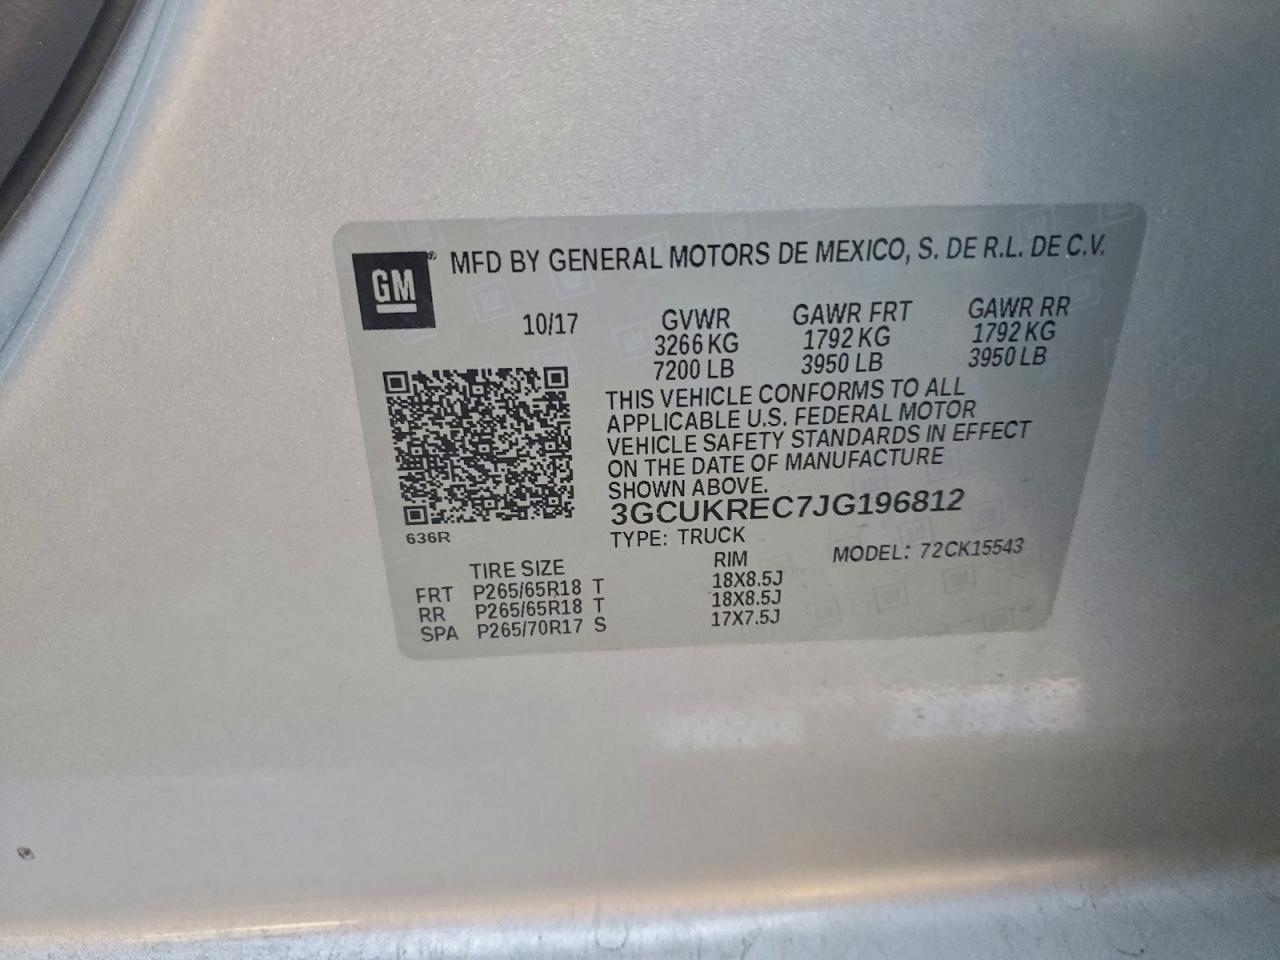 GM® MFD BY GENERAL MOTORS DE MEXICO, S. DE R.L. DE C.V.
10/17 GVWR GAWR FRT GAWR RR
3266 KG 1792 KG 1792 KG
7200 LB 3950 LB 3950 LB
THIS VEHICLE CONFORMS TO ALL
APPLICABLE U.S. FEDERAL MOTOR
VEHICLE SAFETY STANDARDS IN EFFECT
ON THE DATE OF MANUFACTURE
SHOWN ABOVE.
3GCUKREC7JG196812
636R
TYPE: TRUCK
MODEL: 72CK15543
TIRE SIZE RIM
FRT P265/65R18 T 18X8.5J
RR P265/65R18 T 18X8.5J
SPA P265/70R17 S 17X7.5J